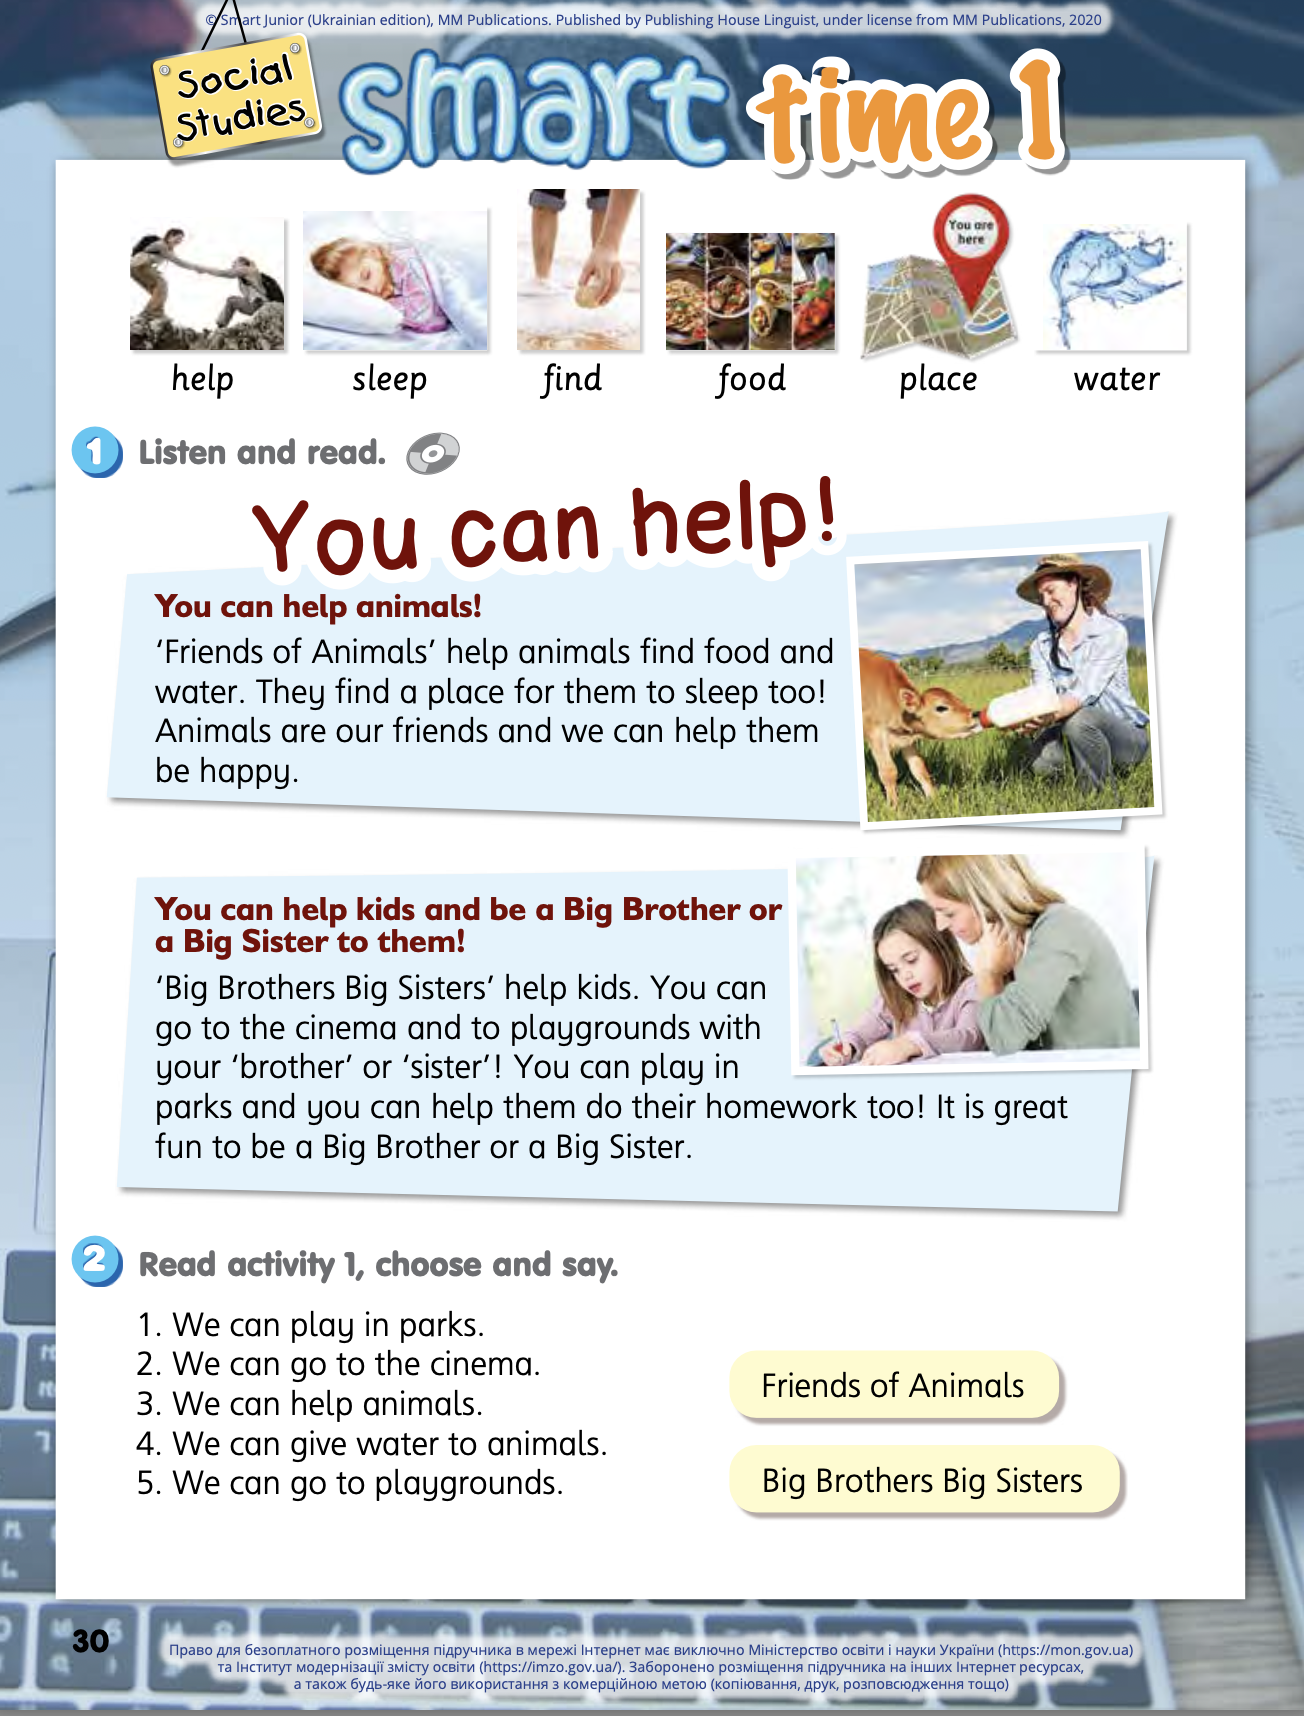 © Smart Junior (Ukrainian edition), MM Publications. Published by Publishing House Linguist, under license from MM Publications, 2020
Social
Studies
smart time 1
You are
here
help sleep find food place water
1 Listen and read.
You can help!
You can help animals!
‘Friends of Animals’ help animals find food and
water. They find a place for them to sleep too!
Animals are our friends and we can help them
be happy.
You can help kids and be a Big Brother or
a Big Sister to them!
‘Big Brothers Big Sisters’ help kids. You can
go to the cinema and to playgrounds with
your ‘brother’ or ‘sister’! You can play in
parks and you can help them do their homework too! It is great
fun to be a Big Brother or a Big Sister.
2 Read activity 1, choose and say.
1. We can play in parks.
2. We can go to the cinema.
3. We can help animals.
4. We can give water to animals.
5. We can go to playgrounds.
Friends of Animals
Big Brothers Big Sisters
30
Право для безоплатного розміщення підручника в мережі Інтернет має виключно Міністерство освіти і науки України (https://mon.gov.ua)
та Інститут модернізації змісту освіти (https://imzo.gov.ua/). Заборонено розміщення підручника на інших Інтернет ресурсах,
а також будь-яке його використання з комерційною метою (копіювання, друк, розповсюдження тощо)